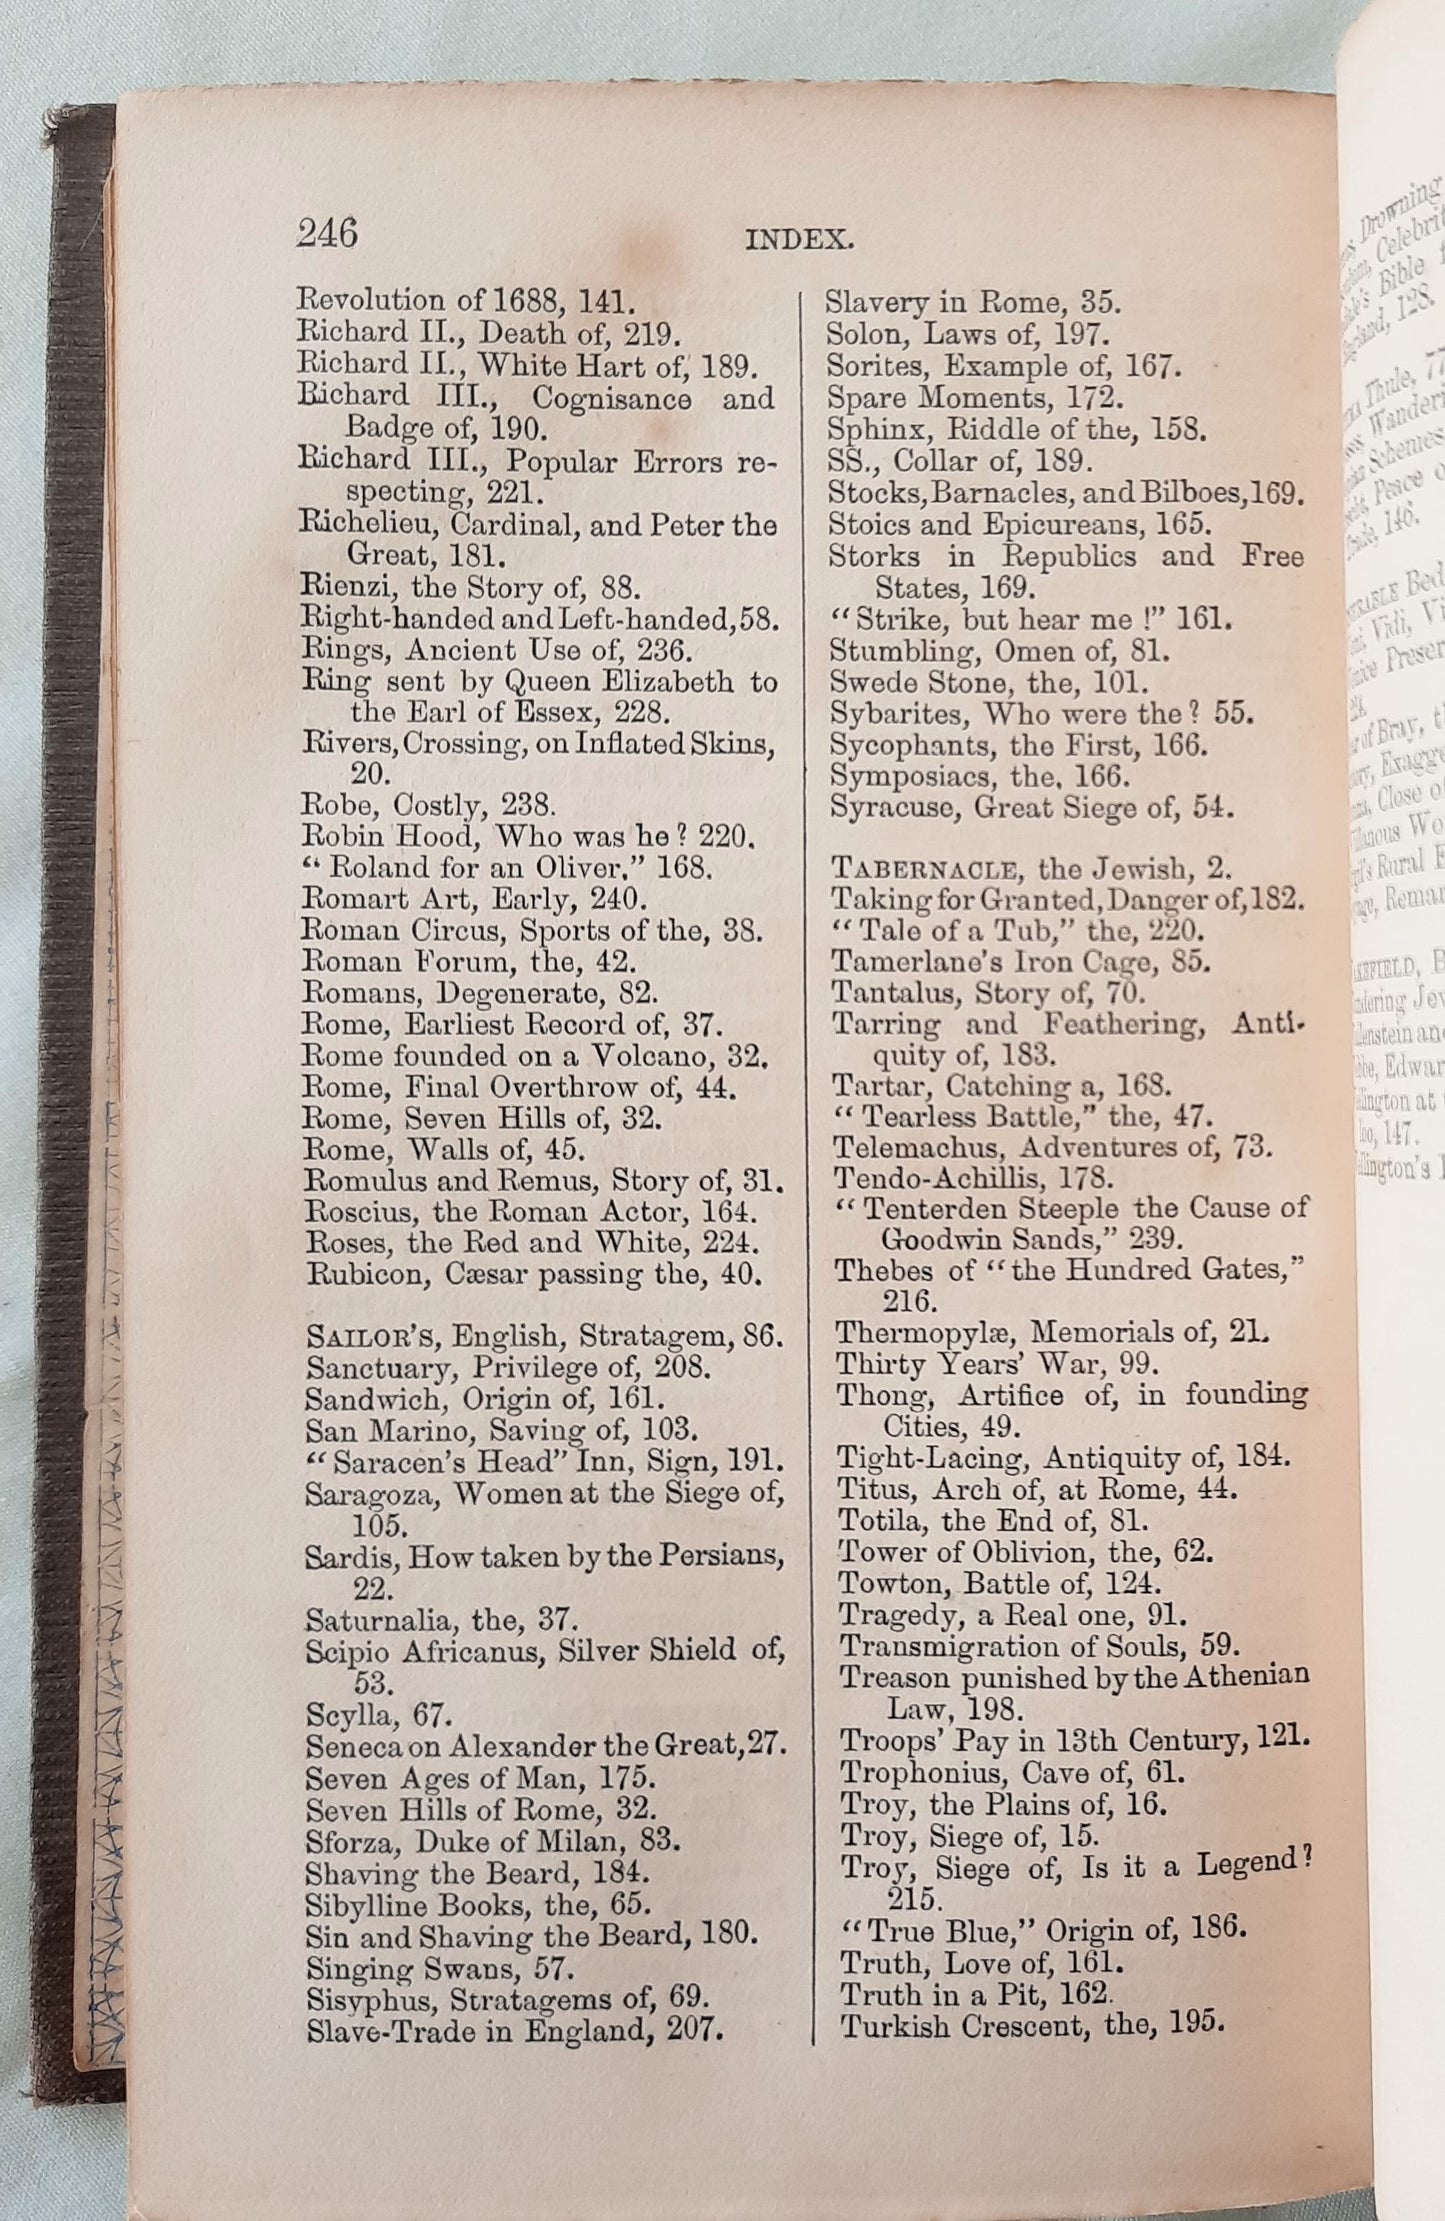 246
INDEX.
Revolution of 1688, 141.
Richard II., Death of, 219.
Richard II., White Hart of, 189.
Richard III., Cognisance and
Badge of, 190.
Richard III., Popular Errors re-
specting, 221.
Richelieu, Cardinal, and Peter the
Great, 181.
Rienzi, the Story of, 88.
Right-handed and Left-handed, 58.
Rings, Ancient Use of, 236.
Ring sent by Queen Elizabeth to
the Earl of Essex, 228.
Rivers, Crossing, on Inflated Skins,
20.
Robe, Costly, 238.
Robin Hood, Who was he? 220.
“Roland for an Oliver.” 168.
Romart Art, Early, 240.
Roman Circus, Sports of the, 38.
Roman Forum, the, 42.
Romans, Degenerate, 82.
Rome, Earliest Record of, 37.
Rome founded on a Volcano, 32.
Rome, Final Overthrow of, 44.
Rome, Seven Hills of, 32.
Rome, Walls of, 45.
Romulus and Remus, Story of, 31.
Roscius, the Roman Actor, 164.
Roses, the Red and White, 224.
Rubicon, Cæsar passing the, 40.
SAILOR’S, English, Stratagem, 86.
Sanctuary, Privilege of, 208.
Sandwich, Origin of, 161.
San Marino, Saving of, 103.
“Saracen’s Head” Inn, Sign, 191.
Saragoza, Women at the Siege of,
105.
Sardis, How taken by the Persians,
22.
Saturnalia, the, 37.
Scipio Africanus, Silver Shield of,
53.
Scylla, 67.
Seneca on Alexander the Great, 27.
Seven Ages of Man, 175.
Seven Hills of Rome, 32.
Sforza, Duke of Milan, 83.
Shaving the Beard, 184.
Sibylline Books, the, 65.
Sin and Shaving the Beard, 180.
Singing Swans, 57.
Sisyphus, Stratagems of, 69.
Slave-Trade in England, 207.
Slavery in Rome, 35.
Solon, Laws of, 197.
Sorites, Example of, 167.
Spare Moments, 172.
Sphinx, Riddle of the, 158.
SS., Collar of, 189.
Stocks, Barnacles, and Bilboes, 169.
Stoics and Epicureans, 165.
Storks in Republics and Free
States, 169.
“Strike, but hear me!” 161.
Stumbling, Omen of, 81.
Swede Stone, the, 101.
Sybarites, Who were the? 55.
Sycophants, the First, 166.
Symposiacs, the, 166.
Syracuse, Great Siege of, 54.
TABERNACLE, the Jewish, 2.
Taking for Granted, Danger of, 182.
“Tale of a Tub,” the, 220.
Tamerlane’s Iron Cage, 85.
Tantalus, Story of, 70.
Tarring and Feathering, Anti-
quity of, 183.
Tartar, Catching a, 168.
“Tearless Battle,” the, 47.
Telemachus, Adventures of, 73.
Tendo-Achillis, 178.
“Tenterden Steeple the Cause of
Goodwin Sands,” 239.
Thebes of “the Hundred Gates,”
216.
Thermopylæ, Memorials of, 21.
Thirty Years’ War, 99.
Thong, Artifice of, in founding
Cities, 49.
Tight-Lacing, Antiquity of, 184.
Titus, Arch of, at Rome, 44.
Totila, the End of, 81.
Tower of Oblivion, the, 62.
Towton, Battle of, 124.
Tragedy, a Real one, 91.
Transmigration of Souls, 59.
Treason punished by the Athenian
Law, 198.
Troops’ Pay in 13th Century, 121.
Trophonius, Cave of, 61.
Troy, the Plains of, 16.
Troy, Siege of, 15.
Troy, Siege of, Is it a Legend?
215.
“True Blue,” Origin of, 186.
Truth, Love of, 161.
Truth in a Pit, 162.
Turkish Crescent, the, 195.
Drowning
Bible
128.
Thule, 77
Schemes
Peace
146.
Vidi,
of Bray,
Close
Rural
147.